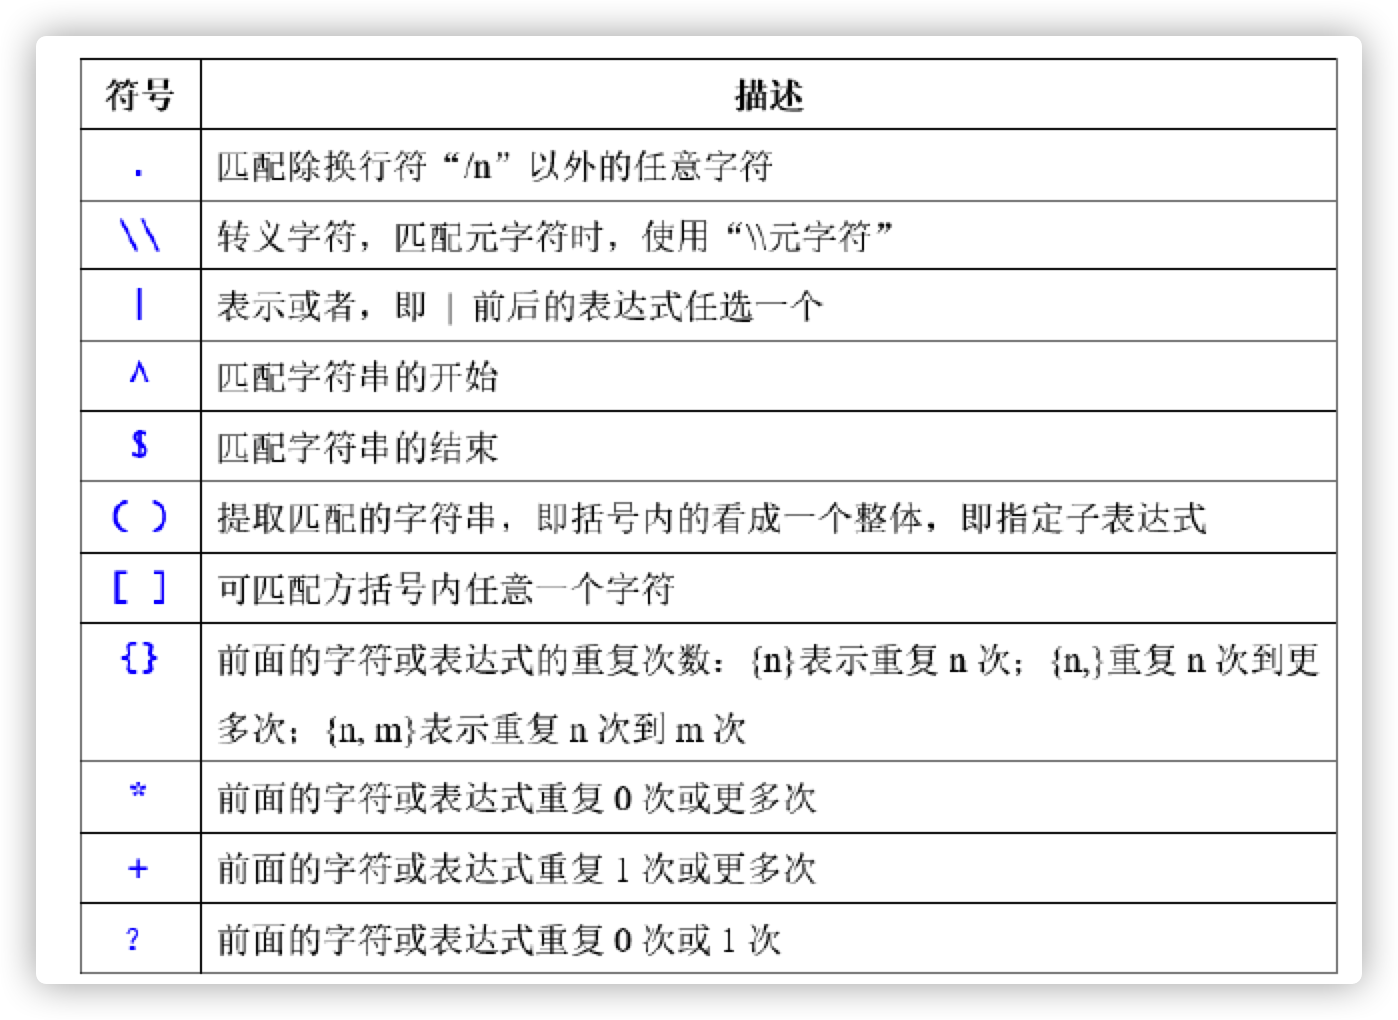 符号 描述
. 匹配除换行符“/n”以外的任意字符
\\ 转义字符，匹配元字符时，使用“\\元字符”
| 表示或者，即 | 前后的表达式任选一个
^ 匹配字符串的开始
$ 匹配字符串的结束
( ) 提取匹配的字符串，即括号内的看成一个整体，即指定子表达式
[ ] 可匹配方括号内任意一个字符
{} 前面的字符或表达式的重复次数：{n}表示重复 n 次；{n,}重复 n 次到更
多次；{n, m}表示重复 n 次到 m 次
* 前面的字符或表达式重复 0 次或更多次
+ 前面的字符或表达式重复 1 次或更多次
? 前面的字符或表达式重复 0 次或 1 次